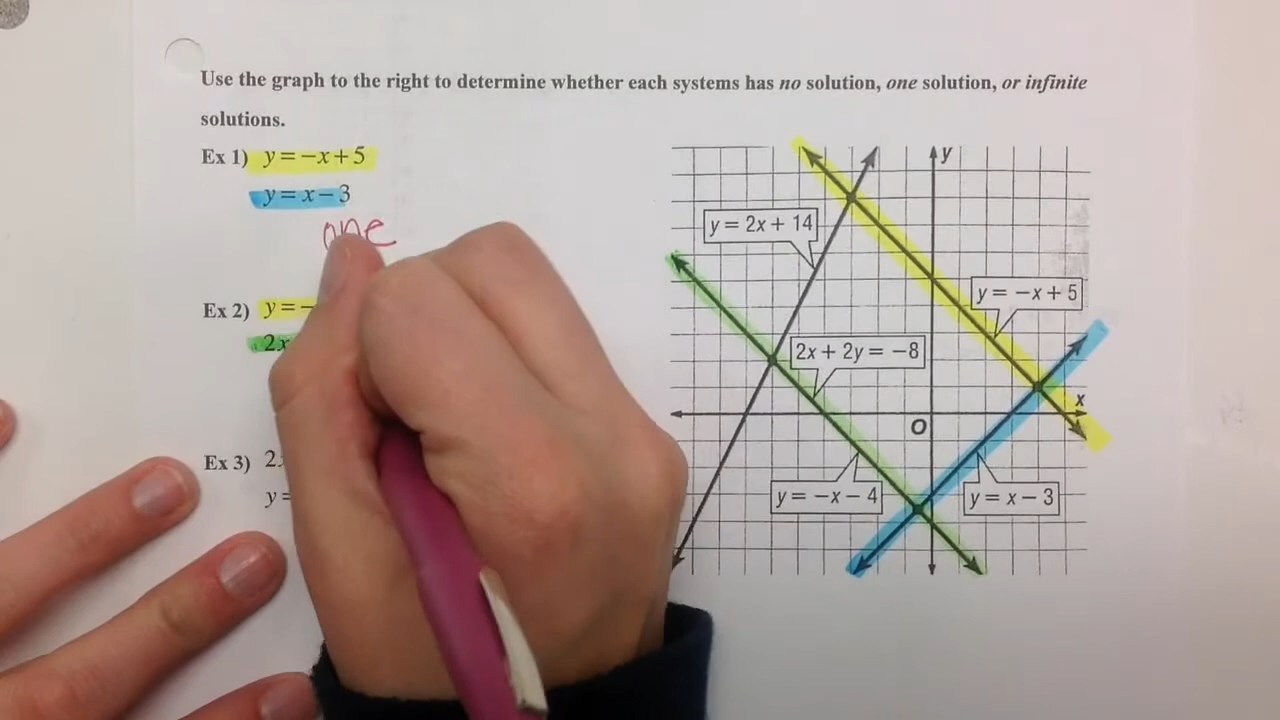 Use the graph to the right to determine whether each systems has no solution, one solution, or infinite
solutions.
Ex 1) y = −x + 5
y = x − 3
one
Ex 2) y = −
2x
Ex 3) 2
y =
y
y = 2x + 14
y = −x + 5
2x + 2y = −8
x
O
y = −x − 4
y = x − 3